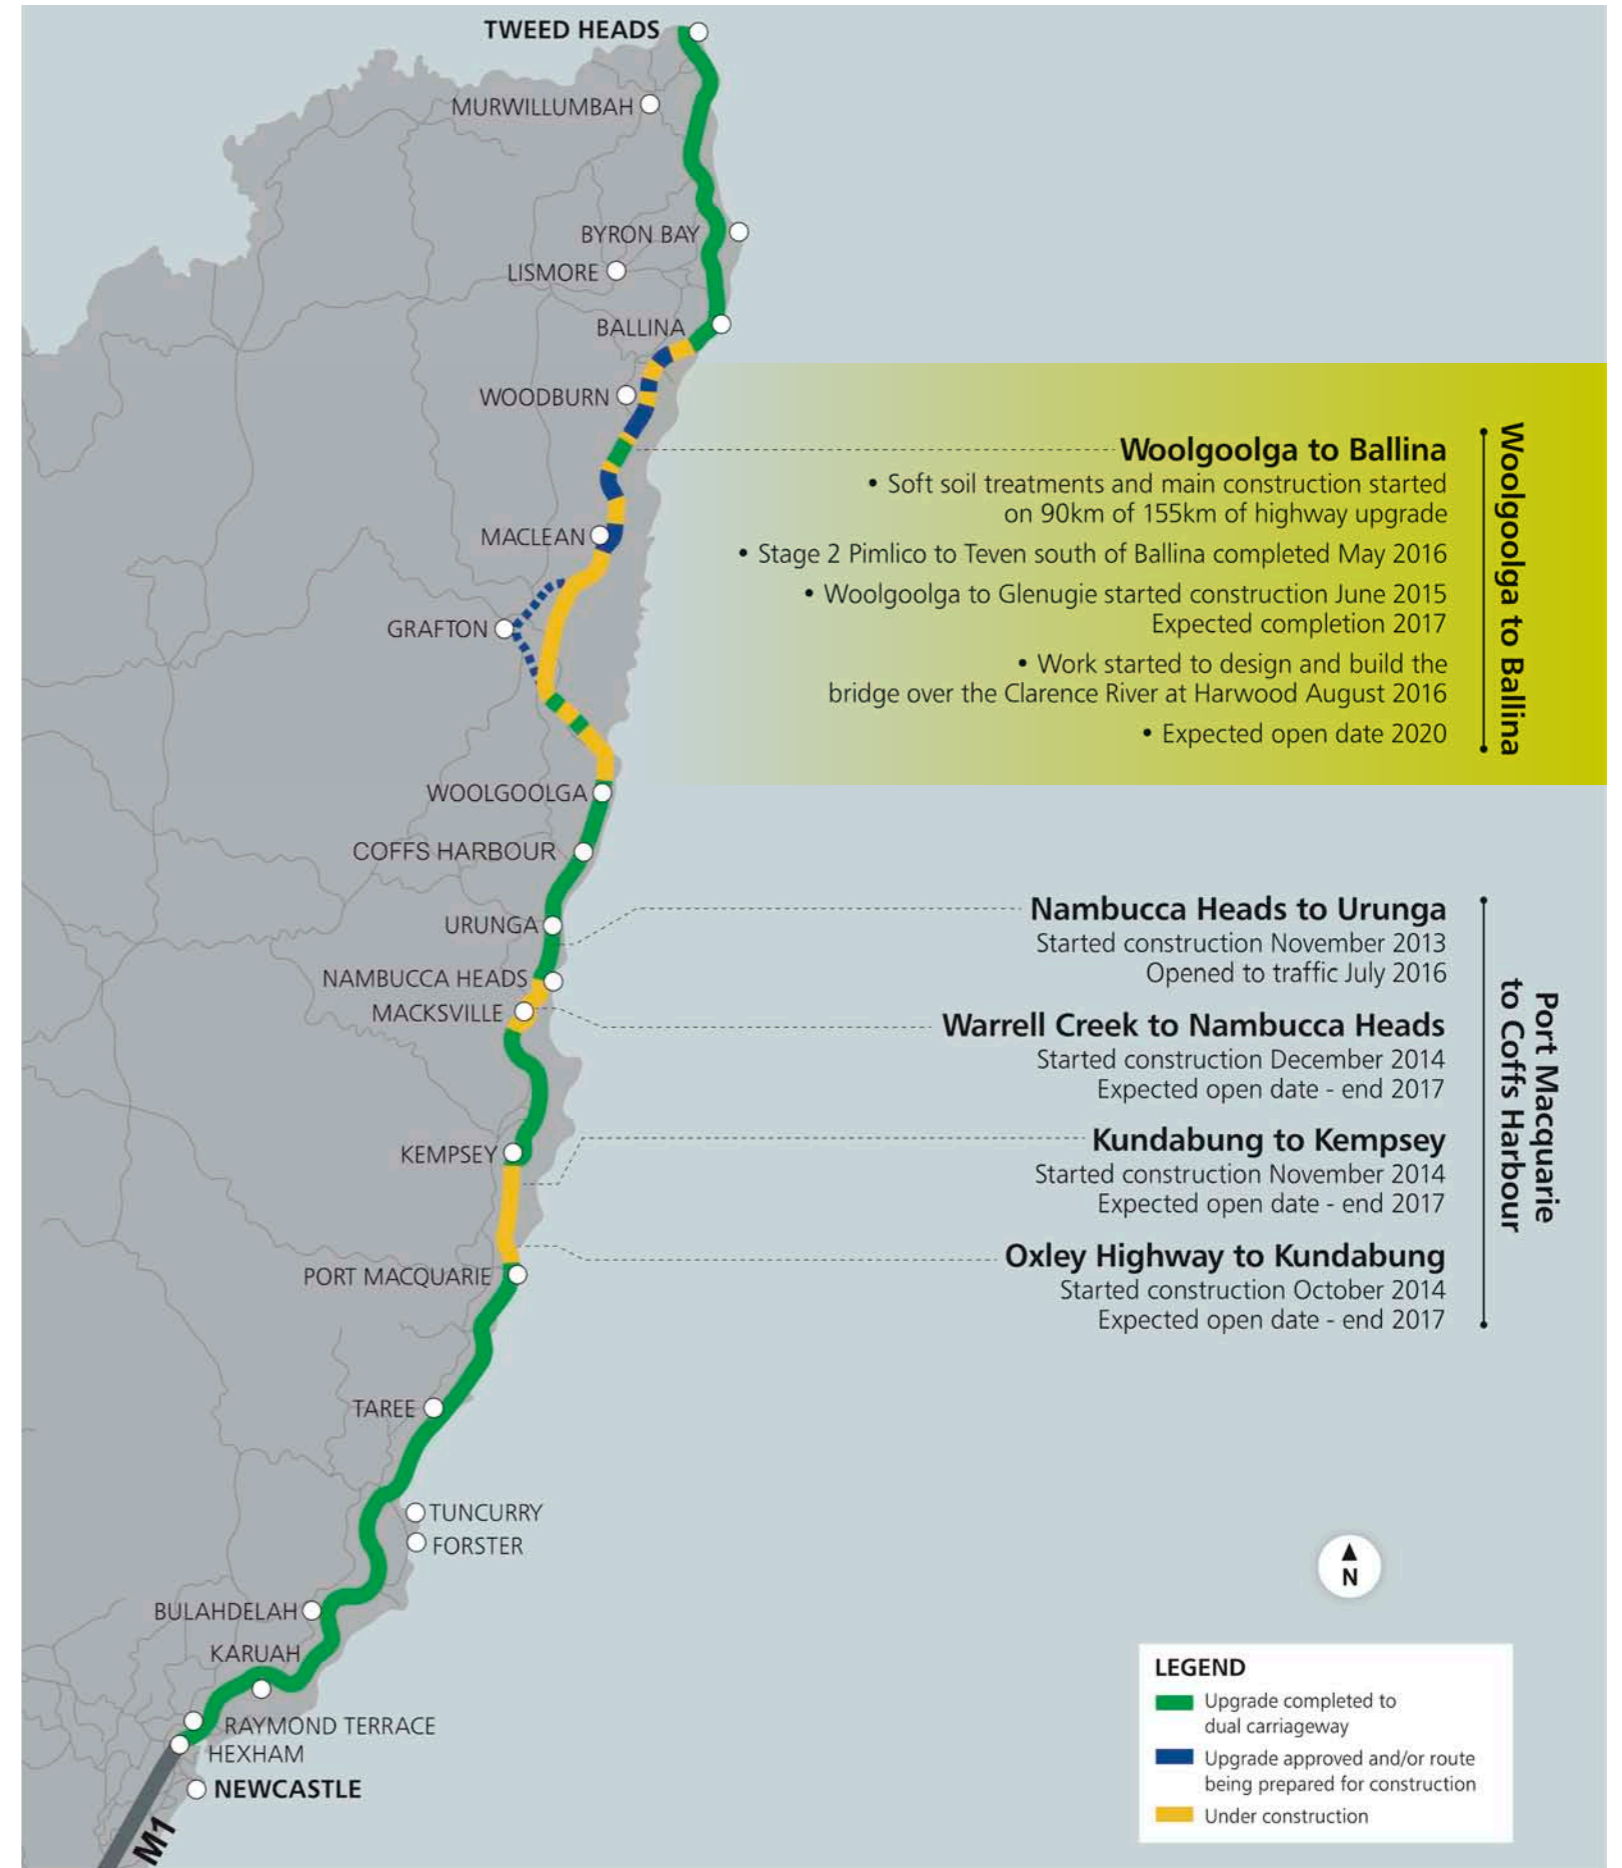 TWEED HEADS
MURWILLUMBAH
BYRON BAY
LISMORE
BALLINA
WOODBURN
MACLEAN
GRAFTON
WOOLGOOLGA
COFFS HARBOUR
URUNGA
NAMBUCCA HEADS
MACKSVILLE
KEMPSEY
PORT MACQUARIE
TAREE
TUNCURRY
FORSTER
BULAHDELAH
KARUAH
RAYMOND TERRACE
HEXHAM
NEWCASTLE
M1
Woolgoolga to Ballina
• Soft soil treatments and main construction started
on 90km of 155km of highway upgrade
• Stage 2 Pimlico to Teven south of Ballina completed May 2016
• Woolgoolga to Glenugie started construction June 2015
Expected completion 2017
• Work started to design and build the
bridge over the Clarence River at Harwood August 2016
• Expected open date 2020
Woolgoolga to Ballina
Nambucca Heads to Urunga
Started construction November 2013
Opened to traffic July 2016
Warrell Creek to Nambucca Heads
Started construction December 2014
Expected open date - end 2017
Kundabung to Kempsey
Started construction November 2014
Expected open date - end 2017
Oxley Highway to Kundabung
Started construction October 2014
Expected open date - end 2017
Port Macquarie
to Coffs Harbour
N
LEGEND
Upgrade completed to
dual carriageway
Upgrade approved and/or route
being prepared for construction
Under construction